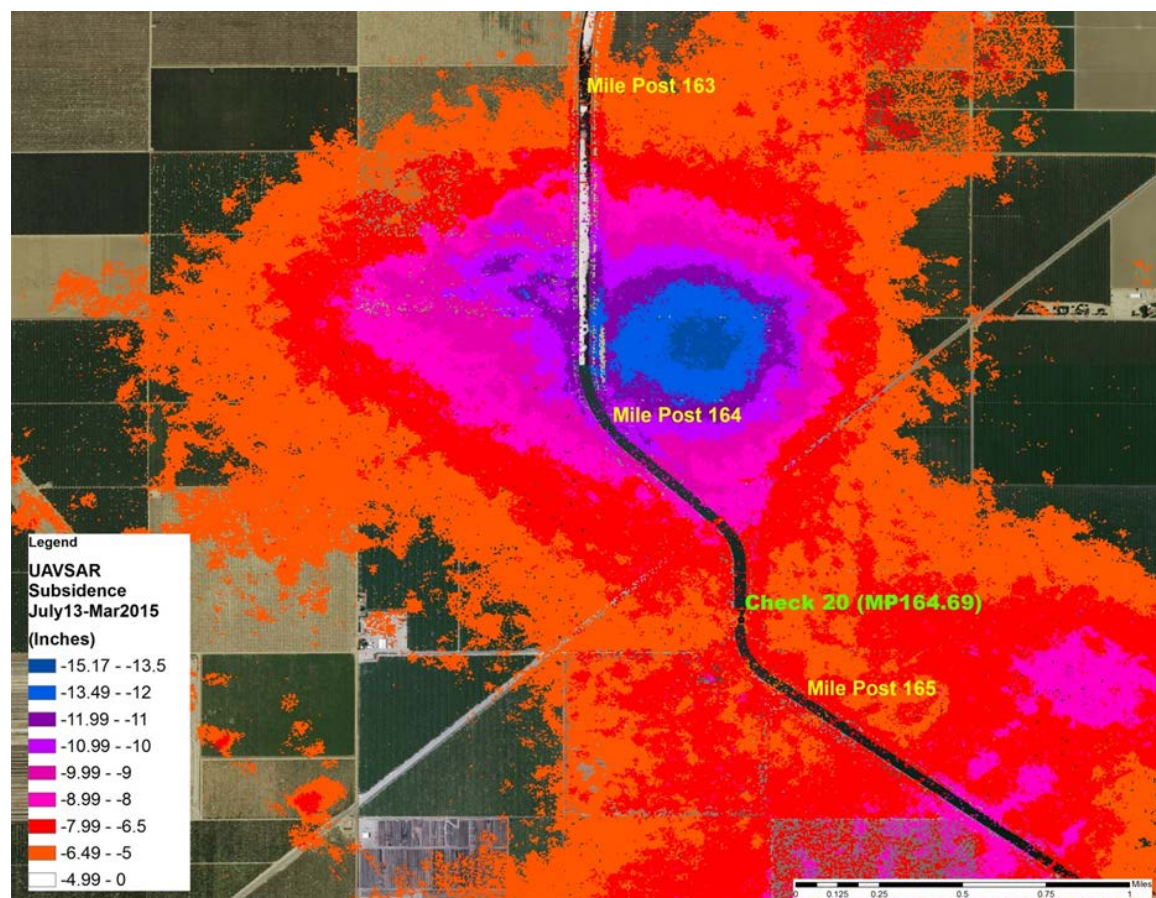 Mile Post 163
Mile Post 164
Check 20 (MP164.69)
Mile Post 165
Legend
UAVSAR
Subsidence
July13-Mar2015
(Inches)
-15.17 - -13.5
-13.49 - -12
-11.99 - -11
-10.99 - -10
-9.99 - -9
-8.99 - -8
-7.99 - -6.5
-6.49 - -5
-4.99 - 0
Miles
0 0.125 0.25 0.5 0.75 1